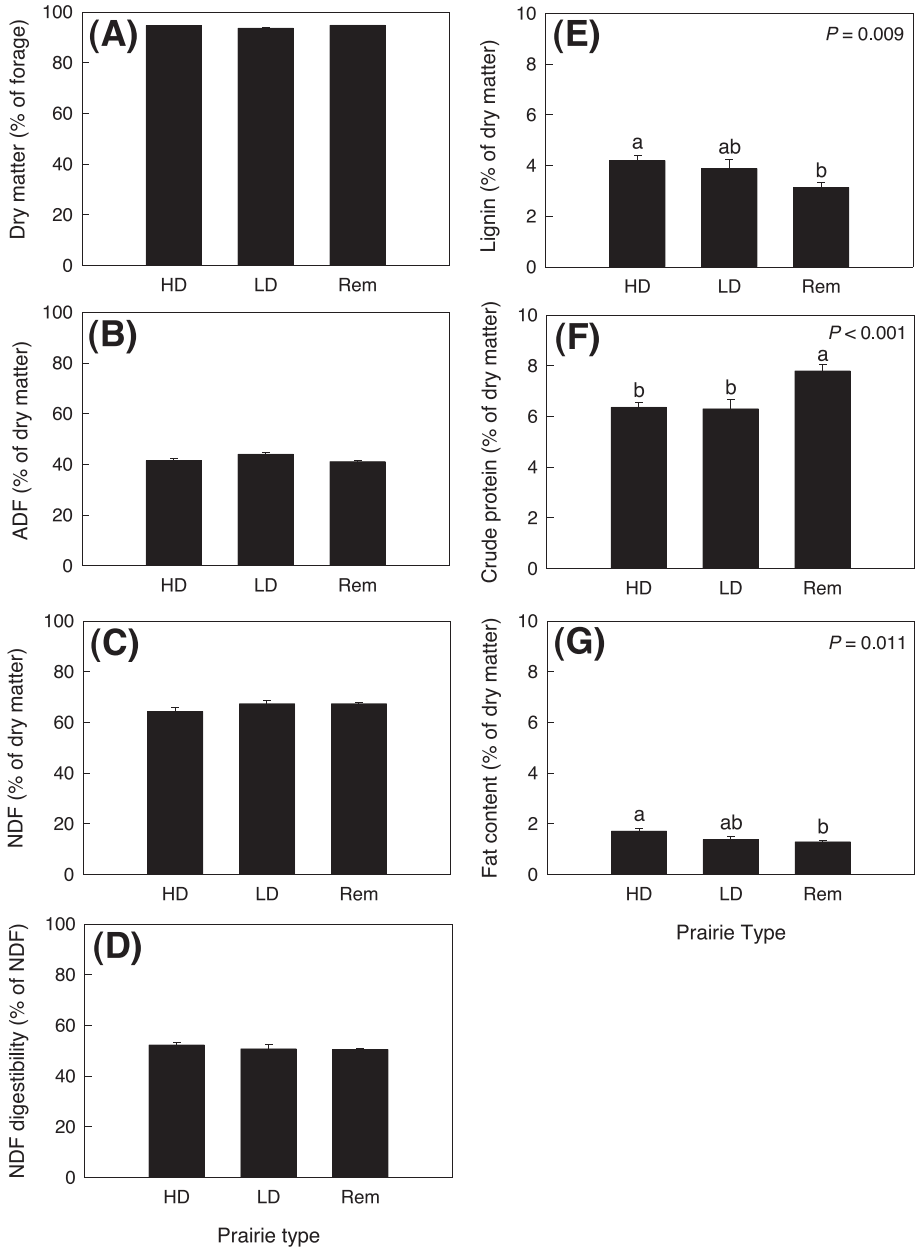 (A)
Dry matter (% of forage)
100
80
60
40
20
0
HD LD Rem
(B)
ADF (% of dry matter)
100
80
60
40
20
0
HD LD Rem
(C)
NDF (% of dry matter)
100
80
60
40
20
0
HD LD Rem
(D)
NDF digestibility (% of NDF)
100
80
60
40
20
0
HD LD Rem
Prairie type
(E)
P = 0.009
Lignin (% of dry matter)
10
8
6
4
2
0
a ab b
HD LD Rem
(F)
P < 0.001
Crude protein (% of dry matter)
10
8
6
4
2
0
b b a
HD LD Rem
(G)
P = 0.011
Fat content (% of dry matter)
10
8
6
4
2
0
a ab b
HD LD Rem
Prairie Type